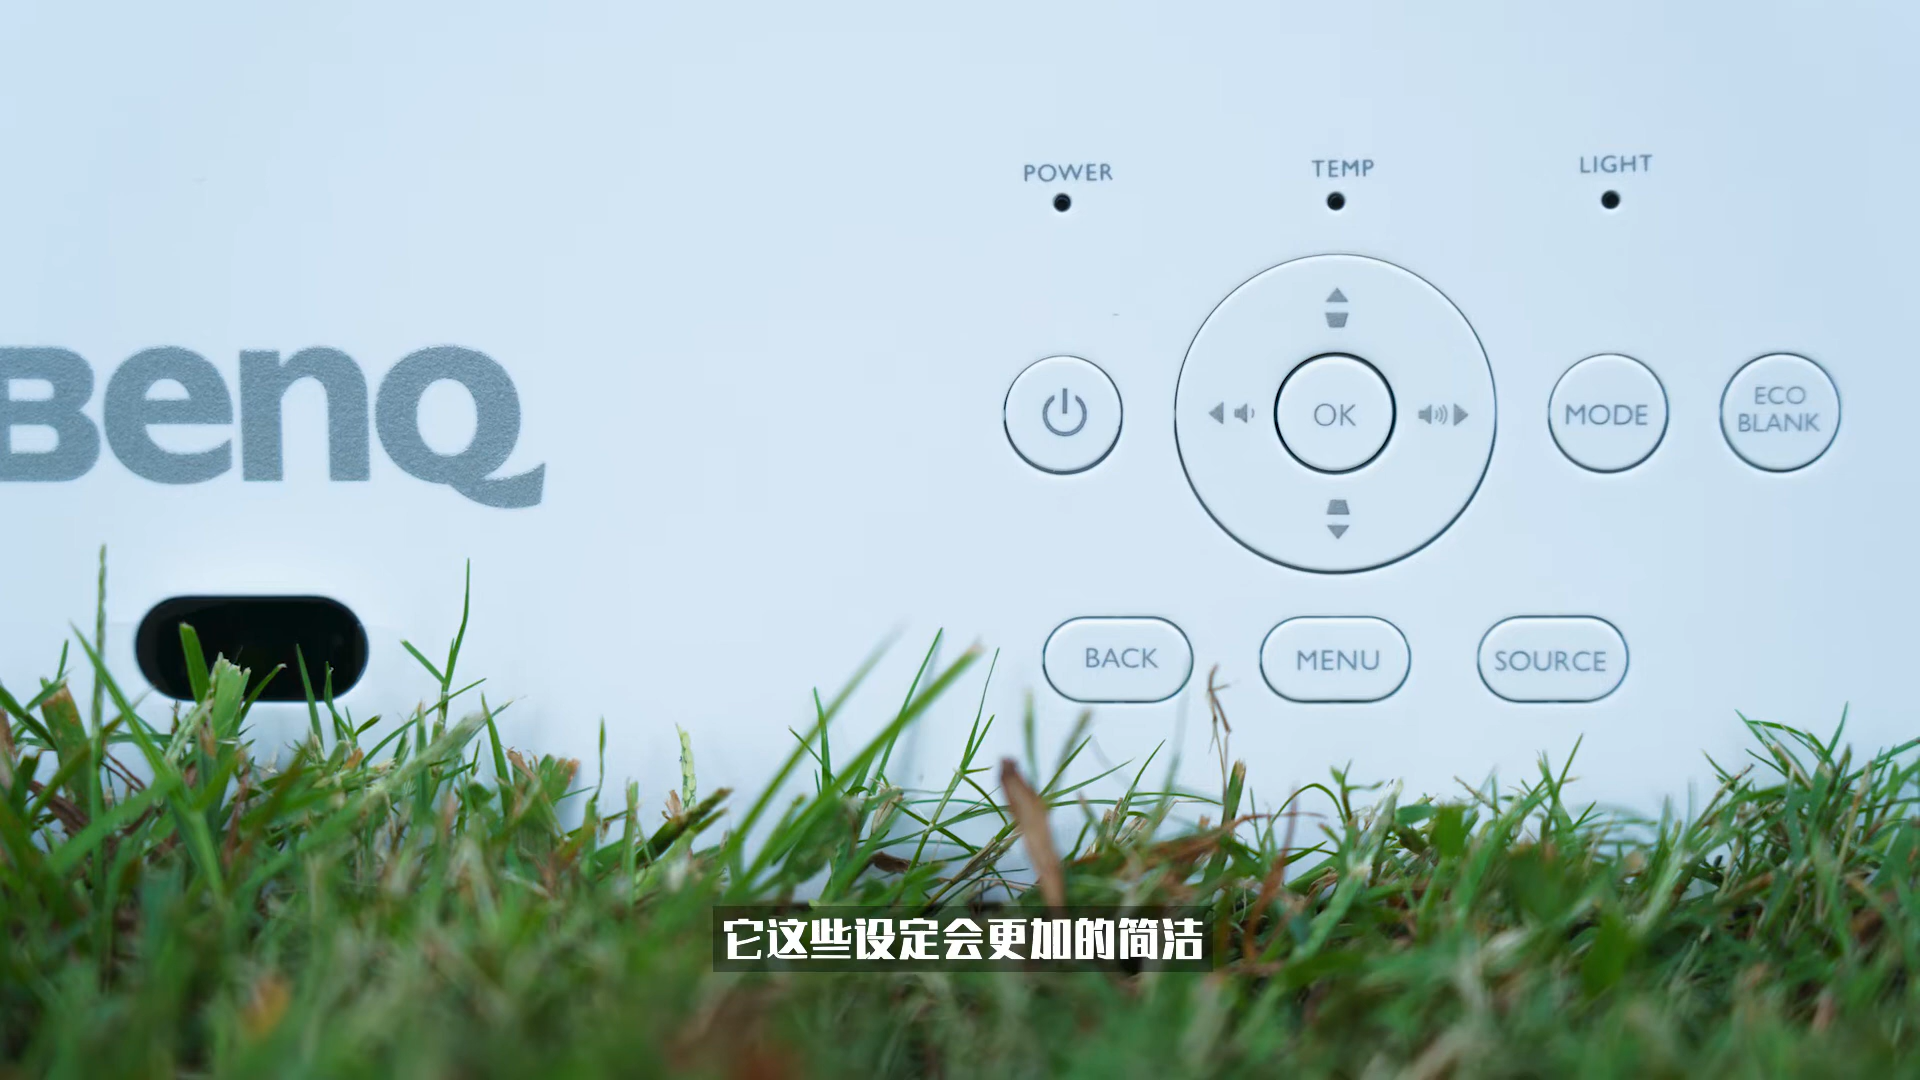 POWER
TEMP
LIGHT
BenQ
OK
MODE
ECO
BLANK
BACK
MENU
SOURCE
它这些设定会更加的简洁